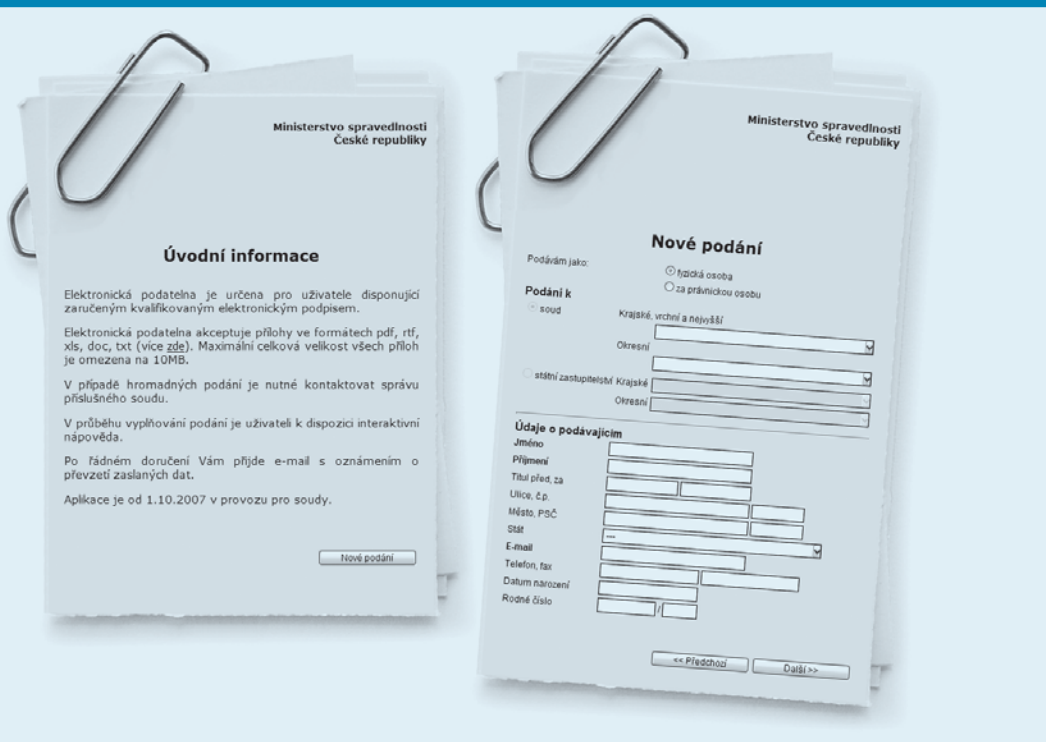 Ministerstvo spravedlnosti
České republiky
Úvodní informace
Elektronická podatelna je určena pro uživatele disponující
zaručeným kvalifikovaným elektronickým podpisem.
Elektronická podatelna akceptuje přílohy ve formátech pdf, rtf,
xls, doc, txt (více zde). Maximální celková velikost všech příloh
je omezena na 10MB.
V případě hromadných podání je nutné kontaktovat správu
příslušného soudu.
V průběhu vyplňování podání je uživateli k dispozici interaktivní
nápověda.
Po řádném doručení Vám přijde e-mail s oznámením o
převzetí zaslaných dat.
Aplikace je od 1.10.2007 v provozu pro soudy.
Nové podání
Ministerstvo spravedlnosti
České republiky
Nové podání
Podávám jako:
fyzická osoba
za právnickou osobu
Podání k
soud
Krajské, vrchní a nejvyšší
Okresní
státní zastupitelství Krajské
Okresní
Údaje o podávajícím
Jméno
Příjmení
Titul před, za
Ulice, č.p.
Město, PSČ
Stát
---
E-mail
Telefon, fax
Datum narození
Rodné číslo
/
<< Předchozí
Další >>